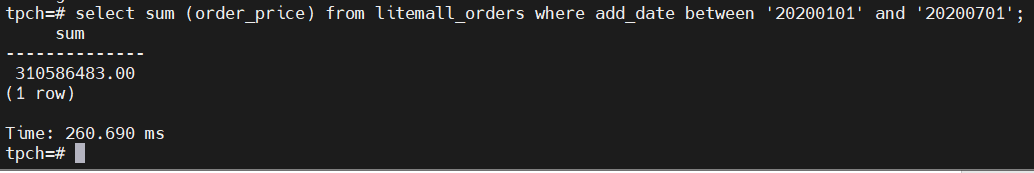 tpch=# select sum (order_price) from litemall_orders where add_date between '20200101' and '20200701';
sum
--------------
310586483.00
(1 row)
Time: 260.690 ms
tpch=#